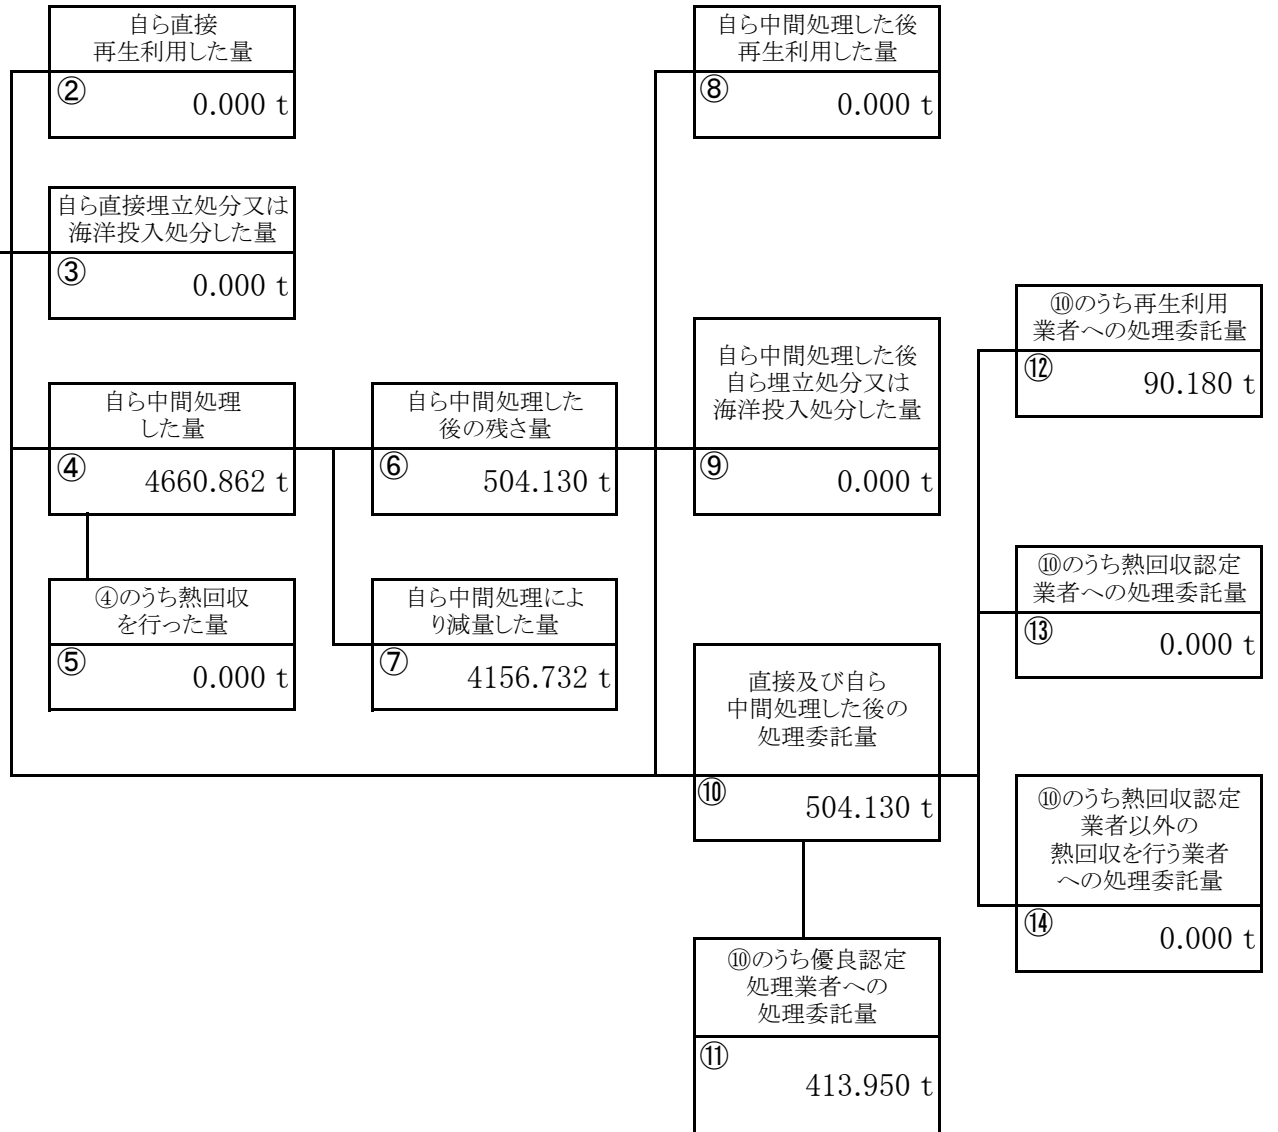 自ら直接
再生利用した量
②
0.000 t
自ら直接埋立処分又は
海洋投入処分した量
③
0.000 t
自ら中間処理
した量
④
4660.862 t
④のうち熱回収
を行った量
⑤
0.000 t
自ら中間処理した
後の残さ量
⑥
504.130 t
自ら中間処理によ
り減量した量
⑦
4156.732 t
自ら中間処理した後
再生利用した量
⑧
0.000 t
自ら中間処理した後
自ら埋立処分又は
海洋投入処分した量
⑨
0.000 t
直接及び自ら
中間処理した後の
処理委託量
⑩
504.130 t
⑩のうち優良認定
処理業者への
処理委託量
⑪
413.950 t
⑩のうち再生利用
業者への処理委託量
⑫
90.180 t
⑩のうち熱回収認定
業者への処理委託量
⑬
0.000 t
⑩のうち熱回収認定
業者以外の
熱回収を行う業者
への処理委託量
⑭
0.000 t